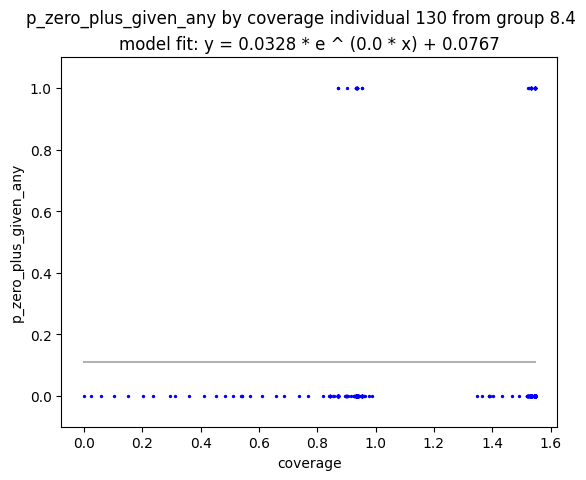 p_zero_plus_given_any by coverage individual 130 from group 8.4
model fit: y = 0.0328 * e ^ (0.0 * x) + 0.0767
1.0
0.8
0.6
0.4
0.2
0.0
p_zero_plus_given_any
0.0 0.2 0.4 0.6 0.8 1.0 1.2 1.4 1.6
coverage